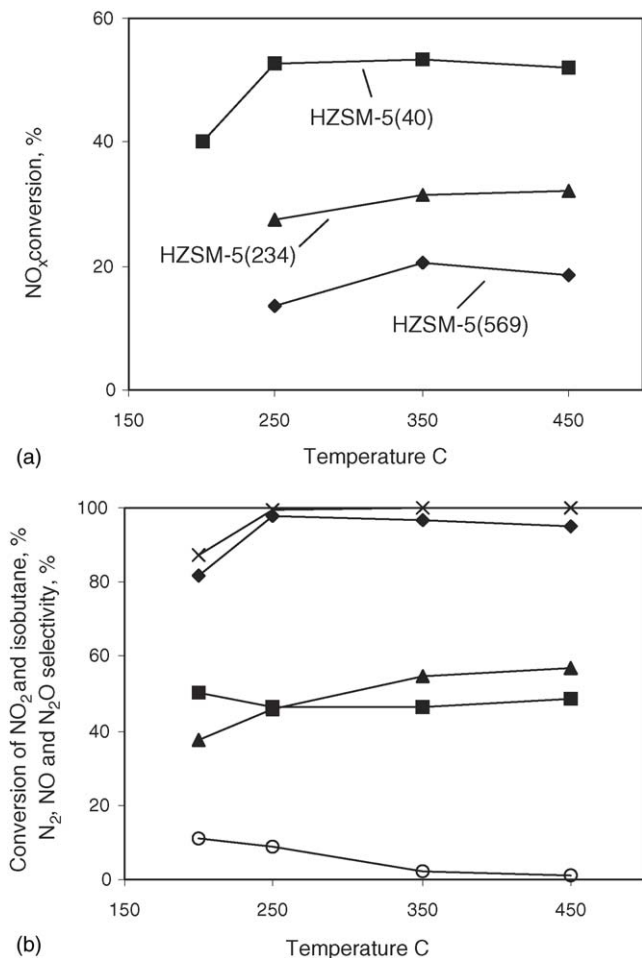 60
40
20
0
NOx conversion, %
HZSM-5(40)
HZSM-5(234)
HZSM-5(569)
150
250
350
450
(a)
Temperature C
100
80
60
40
20
0
Conversion of NO2 and isobutane, %
N2, NO and N2O selectivity, %
150
250
350
450
(b)
Temperature C